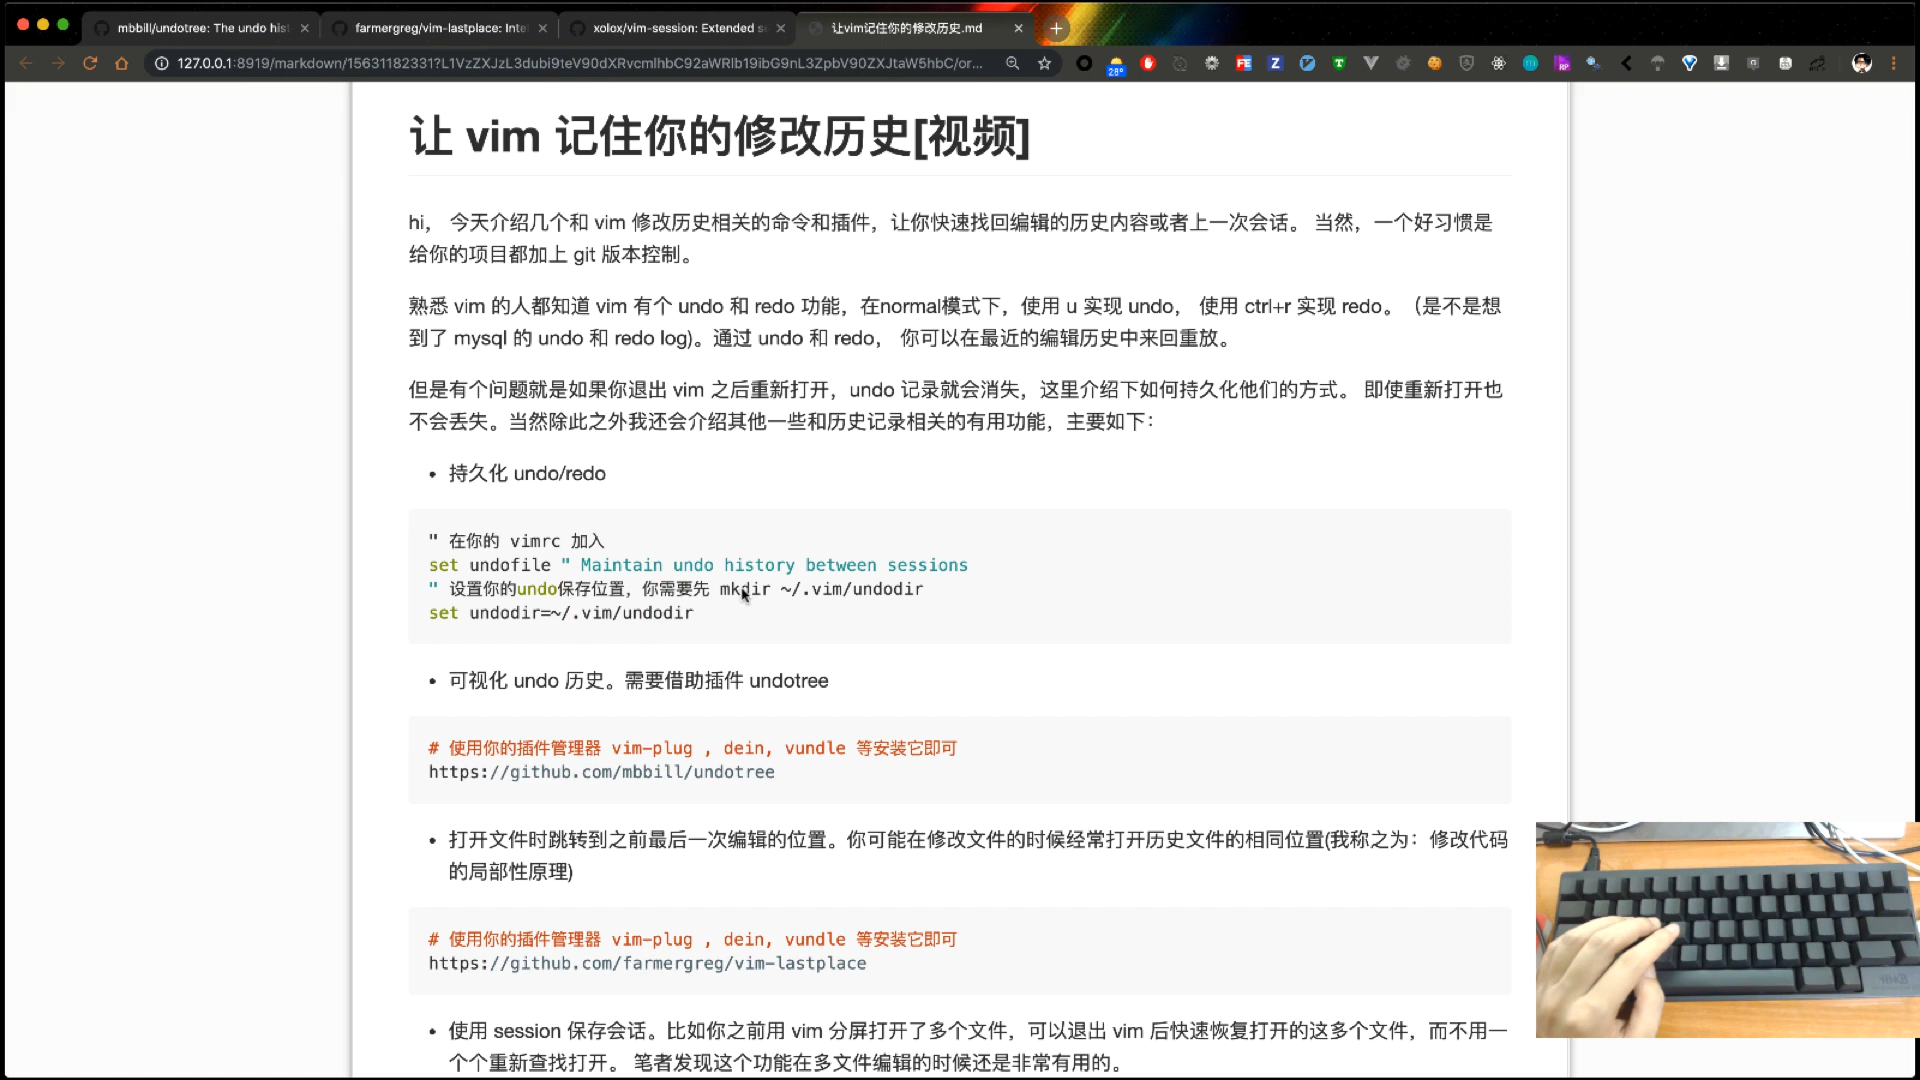 mbbill/undotree: The undo his
farmergreg/vim-lastplace: Inte
xolox/vim-session: Extended s
让vim记住你的修改历史.md
127.0.0.1:8919/markdown/15631182331?L1VzZXJzL3dubi9teV90dXRvcmlhbC92aWRlb19ibG9nL3ZpbV90ZXJtaW5hbC/or...
28°
FE
Z
T
RP
让 vim 记住你的修改历史[视频]
hi， 今天介绍几个和 vim 修改历史相关的命令和插件，让你快速找回编辑的历史内容或者上一次会话。 当然，一个好习惯是
给你的项目都加上 git 版本控制。
熟悉 vim 的人都知道 vim 有个 undo 和 redo 功能，在normal模式下，使用 u 实现 undo， 使用 ctrl+r 实现 redo。（是不是想
到了 mysql 的 undo 和 redo log)。通过 undo 和 redo， 你可以在最近的编辑历史中来回重放。
但是有个问题就是如果你退出 vim 之后重新打开，undo 记录就会消失，这里介绍下如何持久化他们的方式。 即使重新打开也
不会丢失。当然除此之外我还会介绍其他一些和历史记录相关的有用功能，主要如下：
• 持久化 undo/redo
" 在你的 vimrc 加入
set undofile " Maintain undo history between sessions
" 设置你的undo保存位置，你需要先 mkdir ~/.vim/undodir
set undodir=~/.vim/undodir
• 可视化 undo 历史。需要借助插件 undotree
# 使用你的插件管理器 vim-plug , dein, vundle 等安装它即可
https://github.com/mbbill/undotree
• 打开文件时跳转到之前最后一次编辑的位置。你可能在修改文件的时候经常打开历史文件的相同位置(我称之为：修改代码
的局部性原理)
# 使用你的插件管理器 vim-plug , dein, vundle 等安装它即可
https://github.com/farmergreg/vim-lastplace
• 使用 session 保存会话。比如你之前用 vim 分屏打开了多个文件，可以退出 vim 后快速恢复打开的这多个文件，而不用一
个个重新查找打开。 笔者发现这个功能在多文件编辑的时候还是非常有用的。